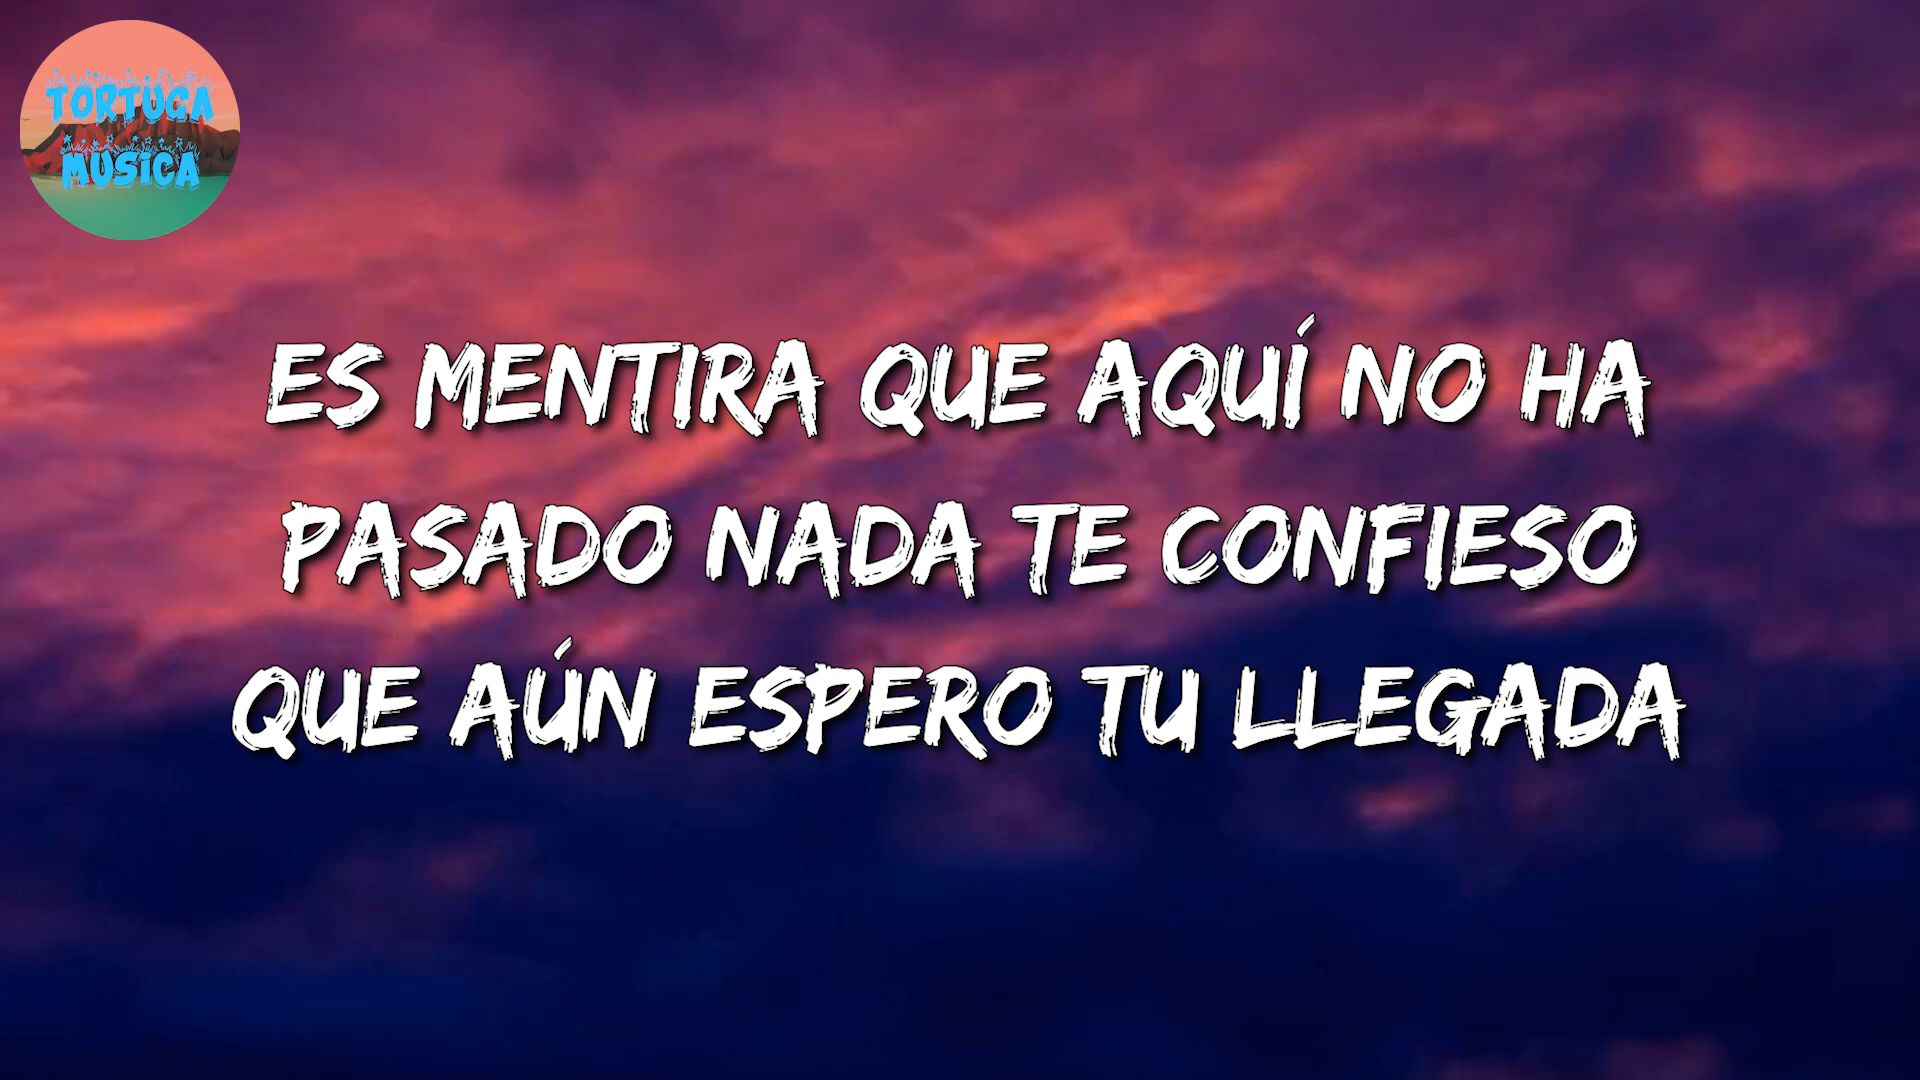 TORTUGA
MUSICA
ES MENTIRA QUE AQUÍ NO HA
PASADO NADA TE CONFIESO
QUE AÚN ESPERO TU LLEGADA